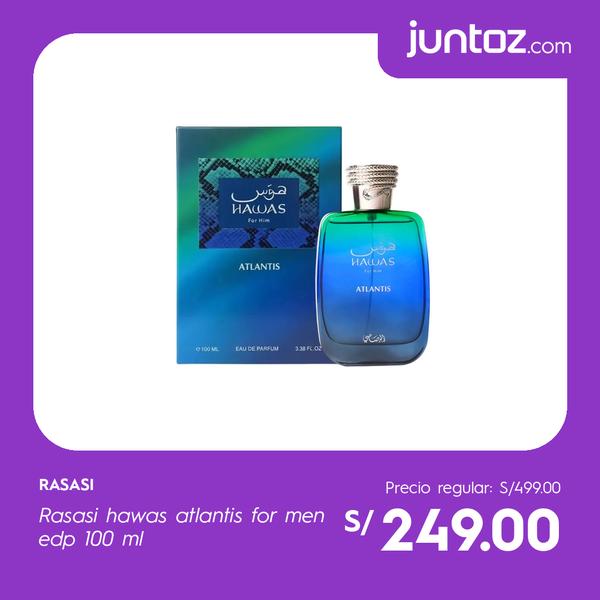 juntoz.com
هوس
HAWAS
For Him
ATLANTIS
℮ 100 ML
EAU DE PARFUM
3.38 FL.OZ
هوس
HAWAS
For Him
ATLANTIS
الرصاصي
RASASI
Rasasi hawas atlantis for men
edp 100 ml
Precio regular: S/499.00
S/ 249.00